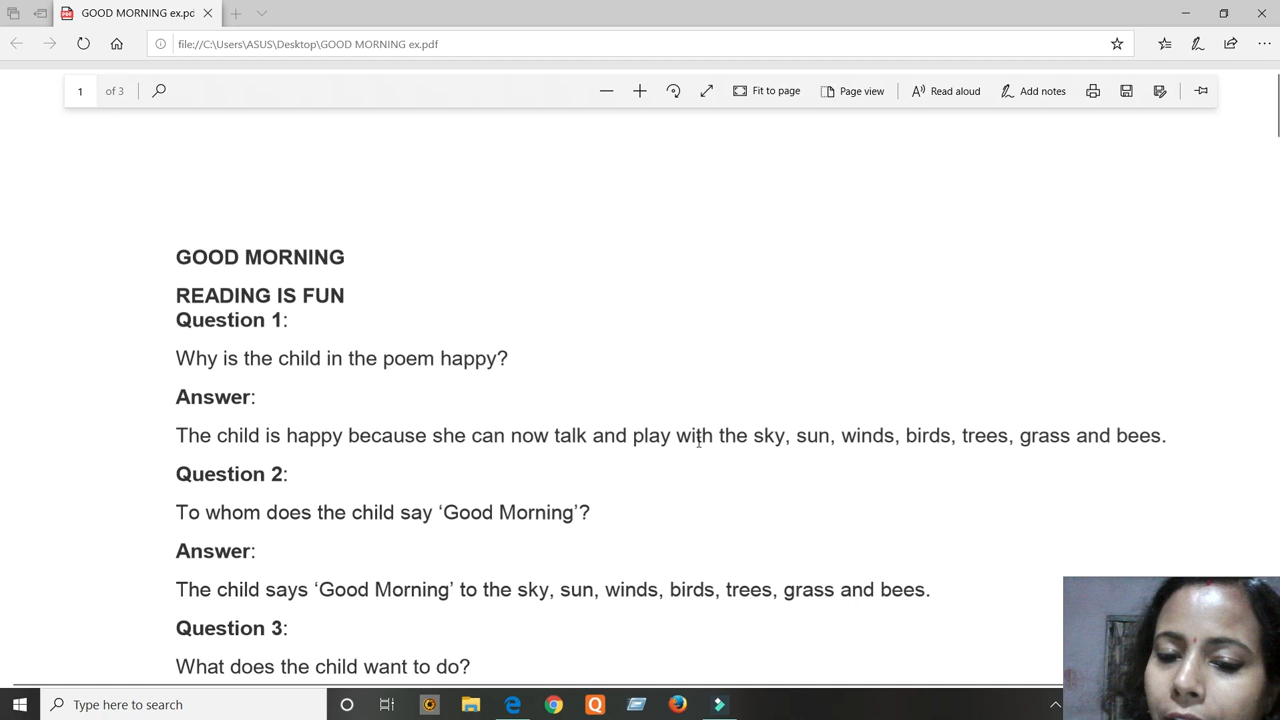 GOOD MORNING ex.pd
file://C:\Users\ASUS\Desktop\GOOD MORNING ex.pdf
1 of 3 Fit to page Page view Read aloud Add notes
GOOD MORNING
READING IS FUN
Question 1:
Why is the child in the poem happy?
Answer:
The child is happy because she can now talk and play with the sky, sun, winds, birds, trees, grass and bees.
Question 2:
To whom does the child say ‘Good Morning’?
Answer:
The child says ‘Good Morning’ to the sky, sun, winds, birds, trees, grass and bees.
Question 3:
What does the child want to do?
Type here to search